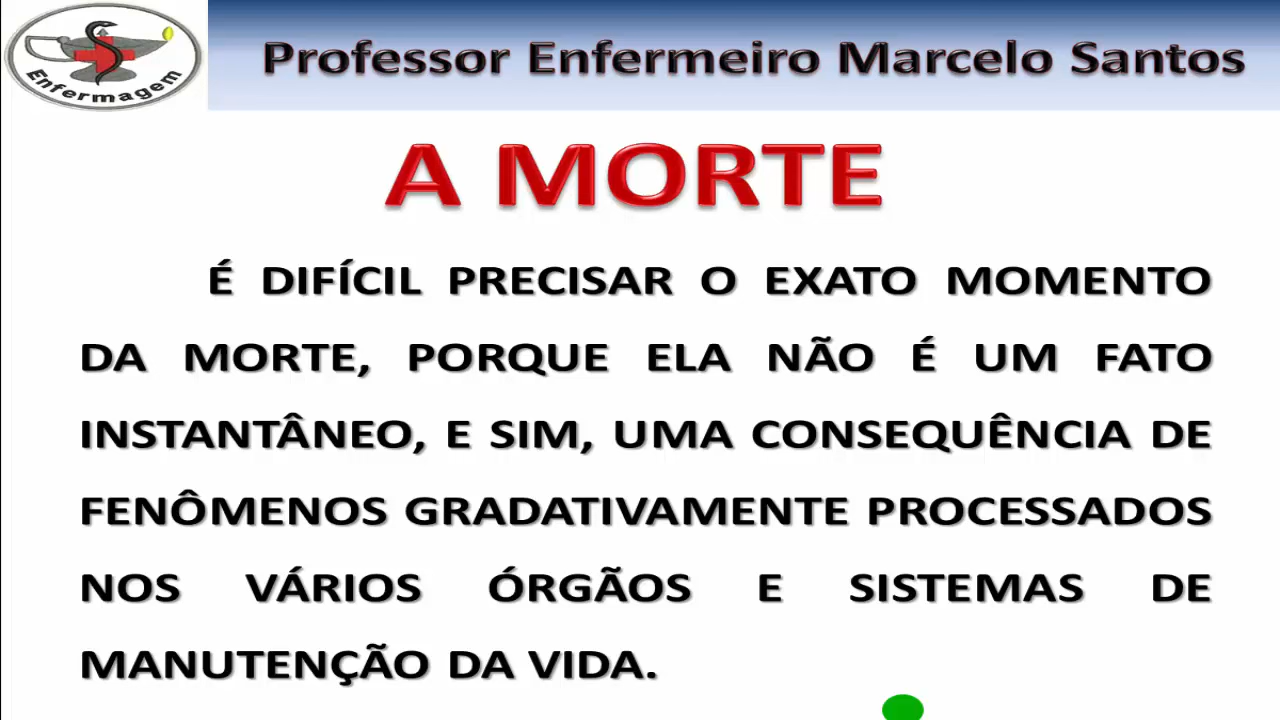 Enfermagem
Professor Enfermeiro Marcelo Santos
A MORTE
É DIFÍCIL PRECISAR O EXATO MOMENTO
DA MORTE, PORQUE ELA NÃO É UM FATO
INSTANTÂNEO, E SIM, UMA CONSEQUÊNCIA DE
FENÔMENOS GRADATIVAMENTE PROCESSADOS
NOS VÁRIOS ÓRGÃOS E SISTEMAS DE
MANUTENÇÃO DA VIDA.